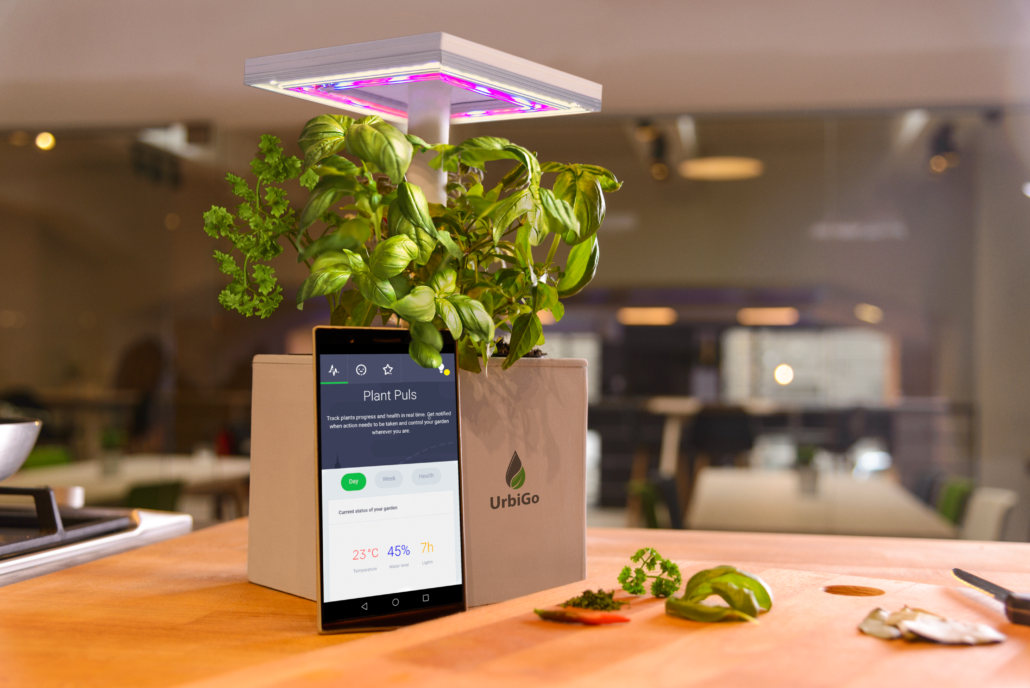 Plant Puls
Track plants progress and health in real time. Get notified
when action needs to be taken and control your garden
wherever you are.
Day Week Health
Current status of your garden
23°C 45% 7h
Temperature Water level Lights
UrbiGo